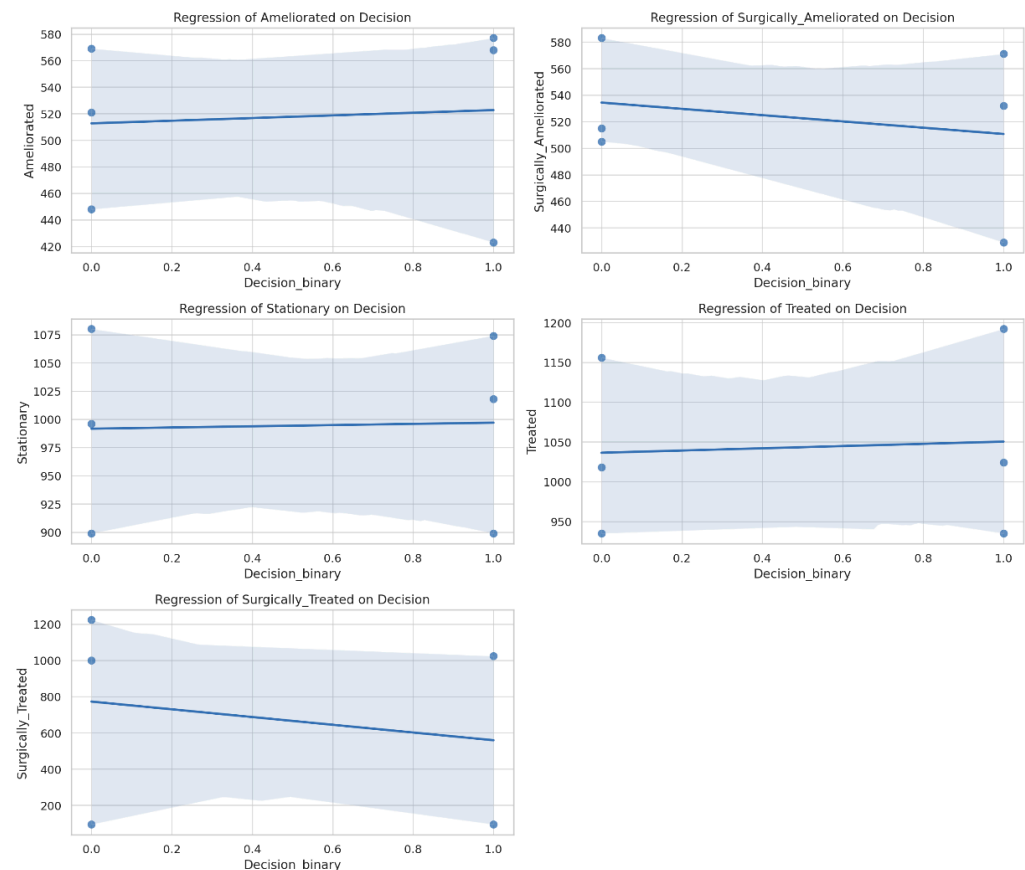 Regression of Ameliorated on Decision
Ameliorated
580
560
540
520
500
480
460
440
420
0.0 0.2 0.4 0.6 0.8 1.0
Decision_binary
Regression of Surgically_Ameliorated on Decision
Surgically_Ameliorated
580
560
540
520
500
480
460
440
0.0 0.2 0.4 0.6 0.8 1.0
Decision_binary
Regression of Stationary on Decision
Stationary
1075
1050
1025
1000
975
950
925
900
0.0 0.2 0.4 0.6 0.8 1.0
Decision_binary
Regression of Treated on Decision
Treated
1200
1150
1100
1050
1000
950
0.0 0.2 0.4 0.6 0.8 1.0
Decision_binary
Regression of Surgically_Treated on Decision
Surgically_Treated
1200
1000
800
600
400
200
0.0 0.2 0.4 0.6 0.8 1.0
Decision_binary